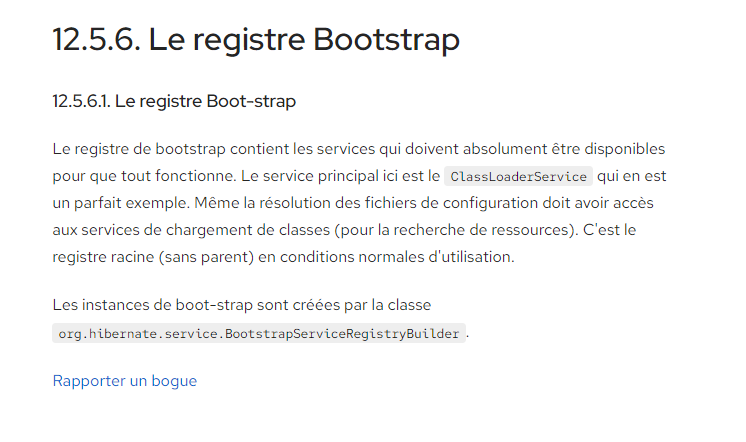 12.5.6. Le registre Bootstrap
12.5.6.1. Le registre Boot-strap
Le registre de bootstrap contient les services qui doivent absolument être disponibles
pour que tout fonctionne. Le service principal ici est le ClassLoaderService qui en est
un parfait exemple. Même la résolution des fichiers de configuration doit avoir accès
aux services de chargement de classes (pour la recherche de ressources). C'est le
registre racine (sans parent) en conditions normales d'utilisation.
Les instances de boot-strap sont créées par la classe
org.hibernate.service.BootstrapServiceRegistryBuilder.
Rapporter un bogue